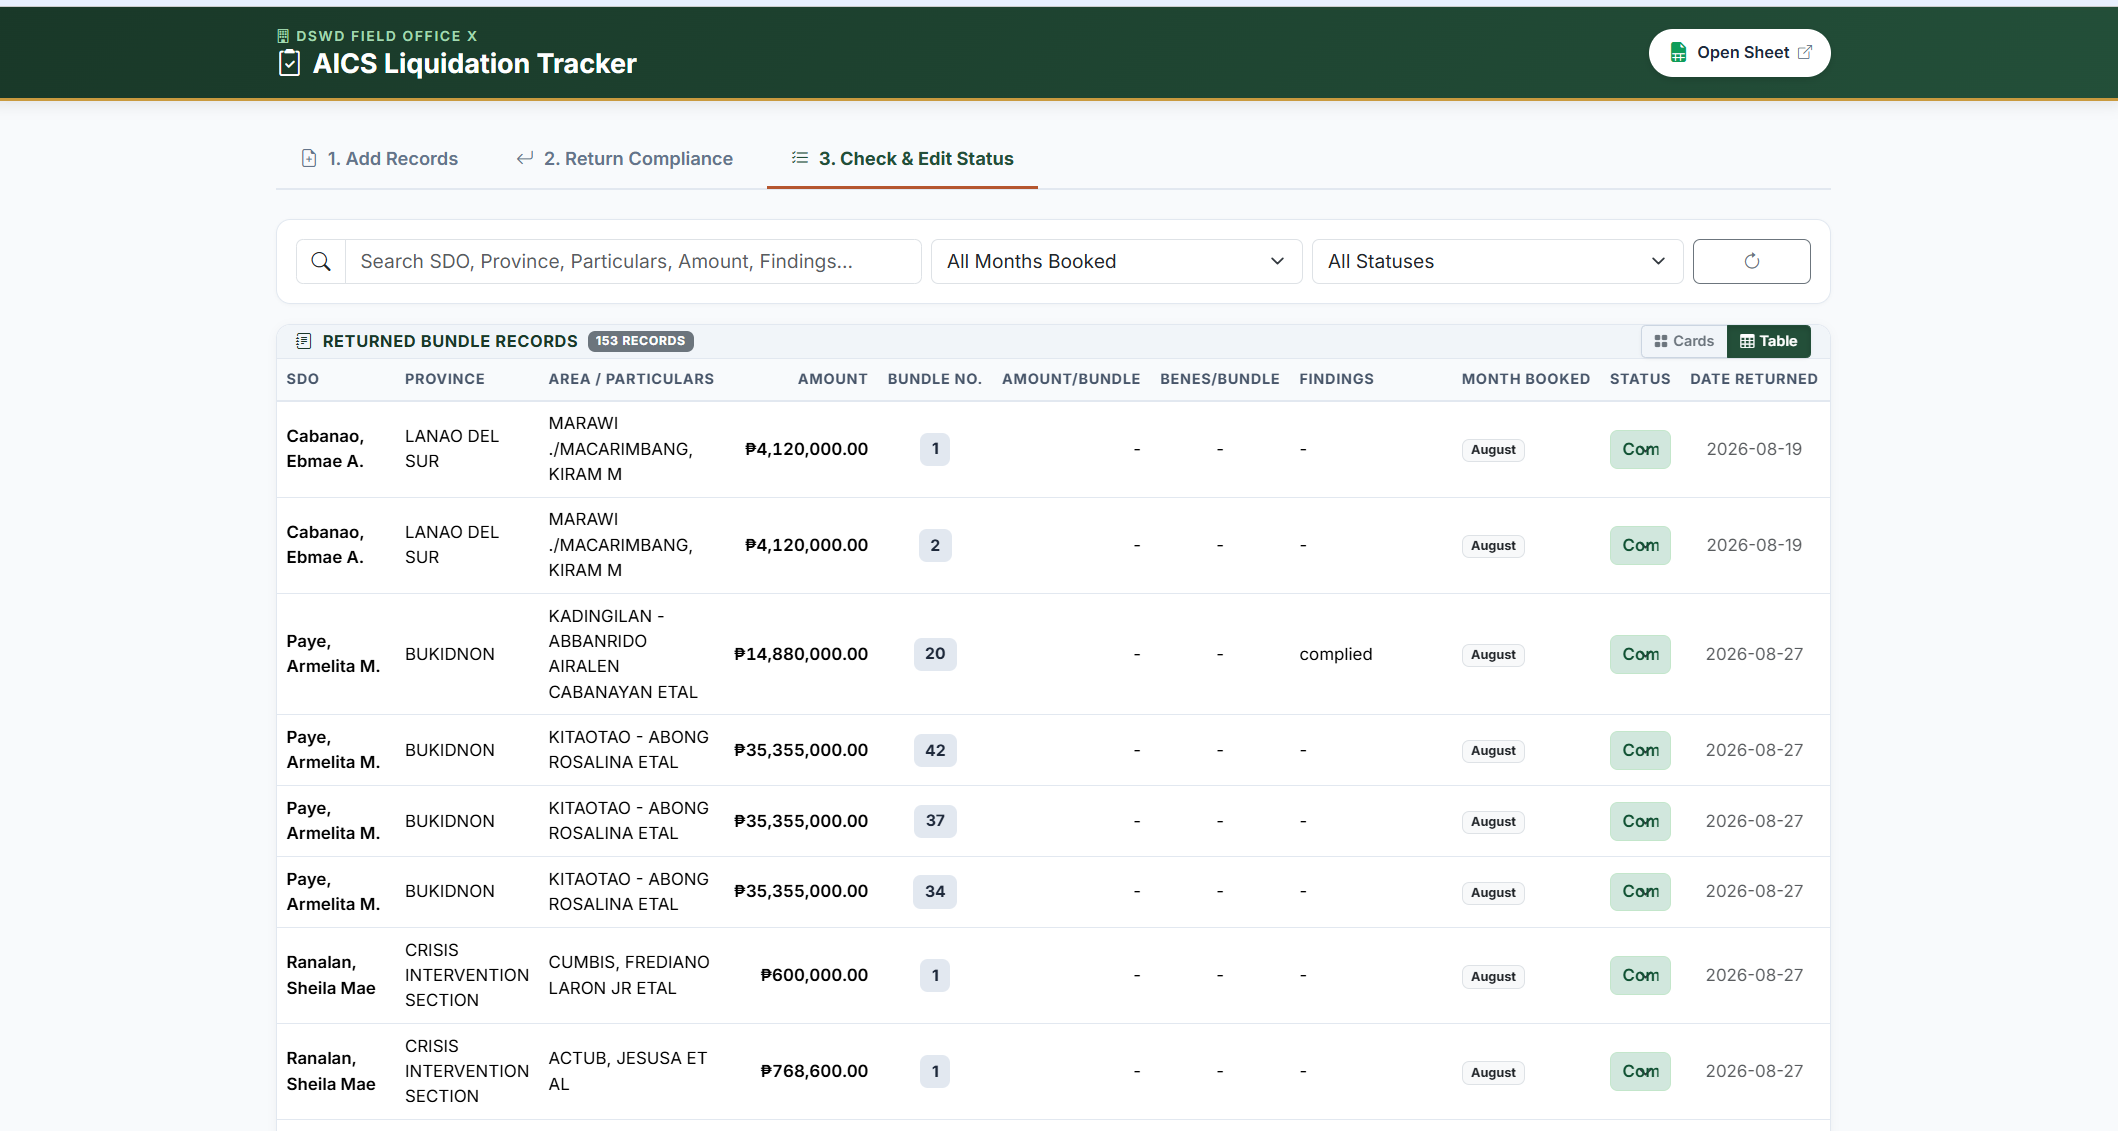 DSWD FIELD OFFICE X
AICS Liquidation Tracker
Open Sheet
1. Add Records
2. Return Compliance
3. Check & Edit Status
Search SDO, Province, Particulars, Amount, Findings...
All Months Booked
All Statuses
RETURNED BUNDLE RECORDS 153 RECORDS
Cards
Table
SDO PROVINCE AREA / PARTICULARS AMOUNT BUNDLE NO. AMOUNT/BUNDLE BENES/BUNDLE FINDINGS MONTH BOOKED STATUS DATE RETURNED
Cabanao,
Ebmae A.
LANAO DEL
SUR
MARAWI
./MACARIMBANG,
KIRAM M
₱4,120,000.00 1 - - - August Com 2026-08-19
Cabanao,
Ebmae A.
LANAO DEL
SUR
MARAWI
./MACARIMBANG,
KIRAM M
₱4,120,000.00 2 - - - August Com 2026-08-19
Paye,
Armelita M.
BUKIDNON
KADINGILAN -
ABBANRIDO
AIRALEN
CABANAYAN ETAL
₱14,880,000.00 20 - - complied August Com 2026-08-27
Paye,
Armelita M.
BUKIDNON
KITAOTAO - ABONG
ROSALINA ETAL
₱35,355,000.00 42 - - - August Com 2026-08-27
Paye,
Armelita M.
BUKIDNON
KITAOTAO - ABONG
ROSALINA ETAL
₱35,355,000.00 37 - - - August Com 2026-08-27
Paye,
Armelita M.
BUKIDNON
KITAOTAO - ABONG
ROSALINA ETAL
₱35,355,000.00 34 - - - August Com 2026-08-27
Ranalan,
Sheila Mae
CRISIS
INTERVENTION
SECTION
CUMBIS, FREDIANO
LARON JR ETAL
₱600,000.00 1 - - - August Com 2026-08-27
Ranalan,
Sheila Mae
CRISIS
INTERVENTION
SECTION
ACTUB, JESUSA ET
AL
₱768,600.00 1 - - - August Com 2026-08-27